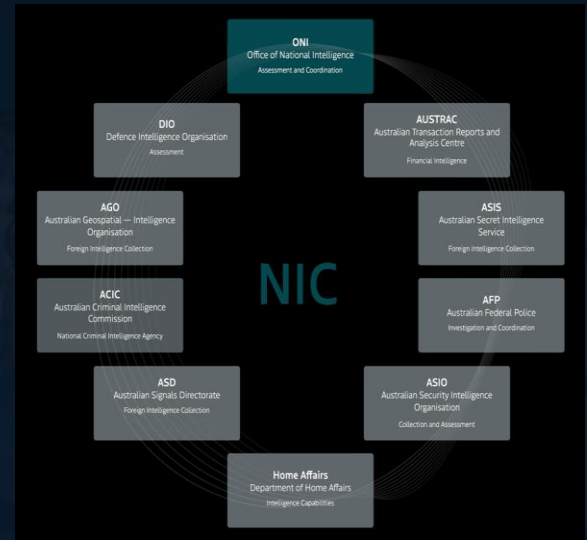 ONI
Office of National Intelligence
Assessment and Coordination
DIO
Defence Intelligence Organisation
Assessment
AUSTRAC
Australian Transaction Reports and
Analysis Centre
Financial Intelligence
AGO
Australian Geospatial — Intelligence
Organisation
Foreign Intelligence Collection
ASIS
Australian Secret Intelligence
Service
Foreign Intelligence Collection
NIC
ACIC
Australian Criminal Intelligence
Commission
National Criminal Intelligence Agency
AFP
Australian Federal Police
Investigation and Coordination
ASD
Australian Signals Directorate
Foreign Intelligence Collection
ASIO
Australian Security Intelligence
Organisation
Collection and Assessment
Home Affairs
Department of Home Affairs
Intelligence Capabilities